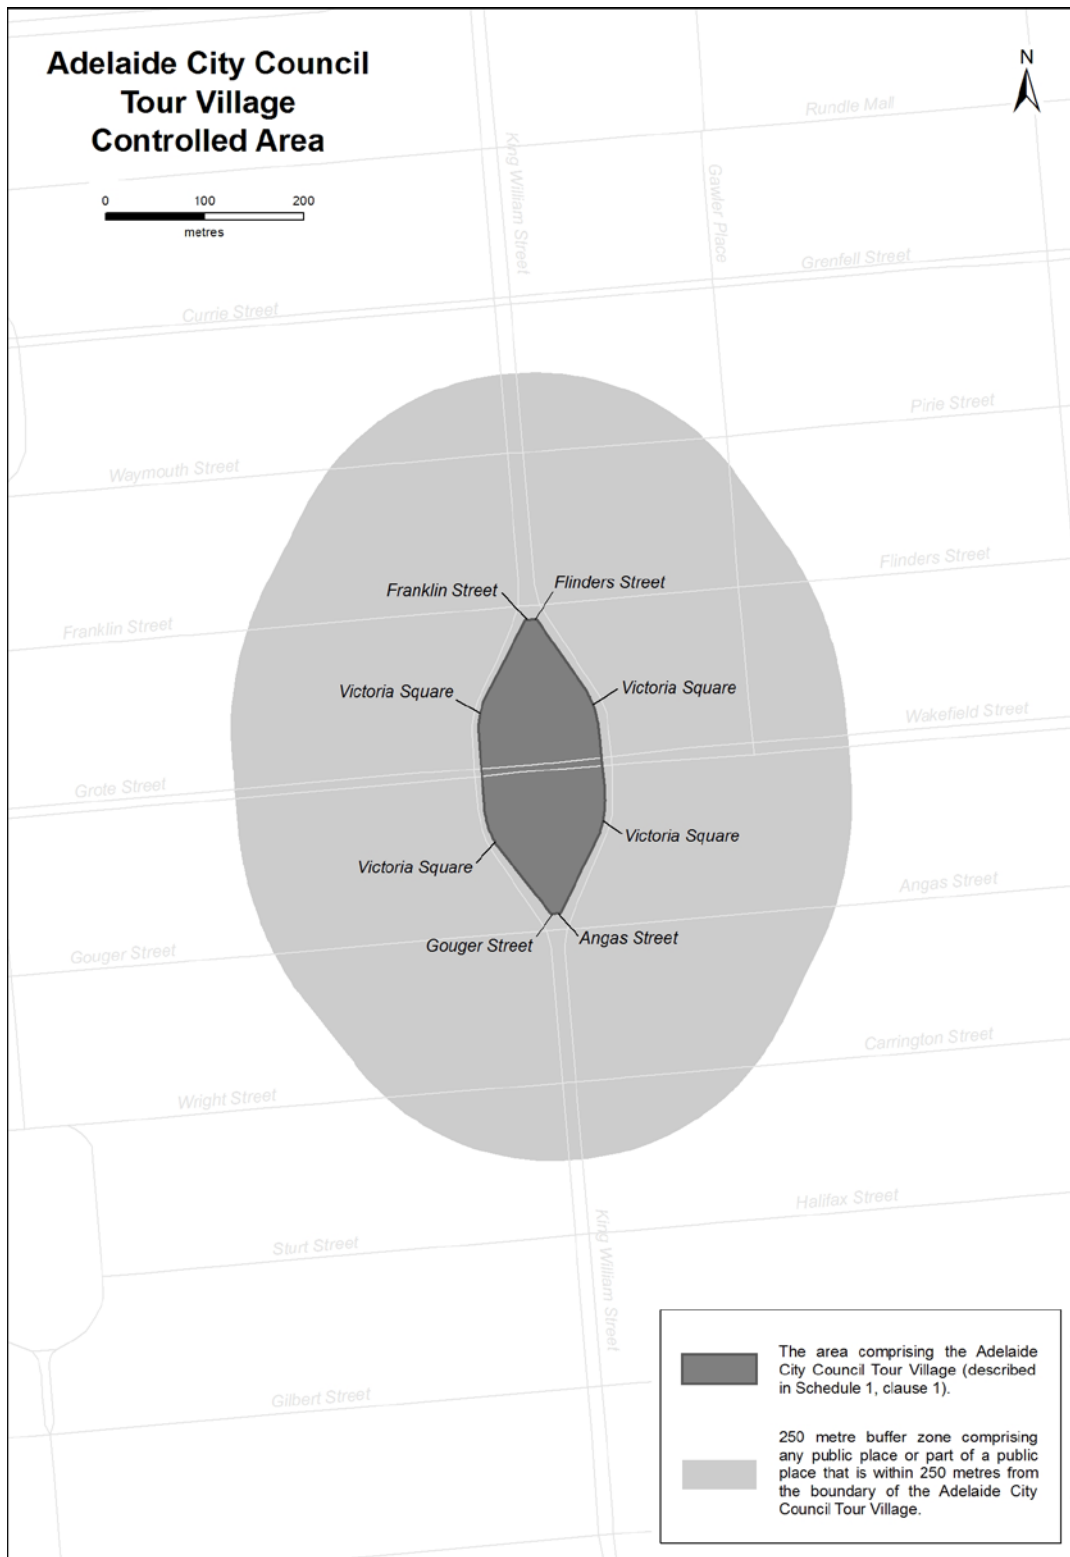 Adelaide City Council
Tour Village
Controlled Area
N
0 100 200
metres
Rundle Mall
King William Street
Gawler Place
Grenfell Street
Currie Street
Pirie Street
Waymouth Street
Flinders Street
Franklin Street
Flinders Street
Franklin Street
Victoria Square
Victoria Square
Wakefield Street
Grote Street
Victoria Square
Victoria Square
Angas Street
Gouger Street
Angas Street
Gouger Street
Carrington Street
Wright Street
Halifax Street
King William Street
Sturt Street
Gilbert Street
The area comprising the Adelaide
City Council Tour Village (described
in Schedule 1, clause 1).
250 metre buffer zone comprising
any public place or part of a public
place that is within 250 metres from
the boundary of the Adelaide City
Council Tour Village.